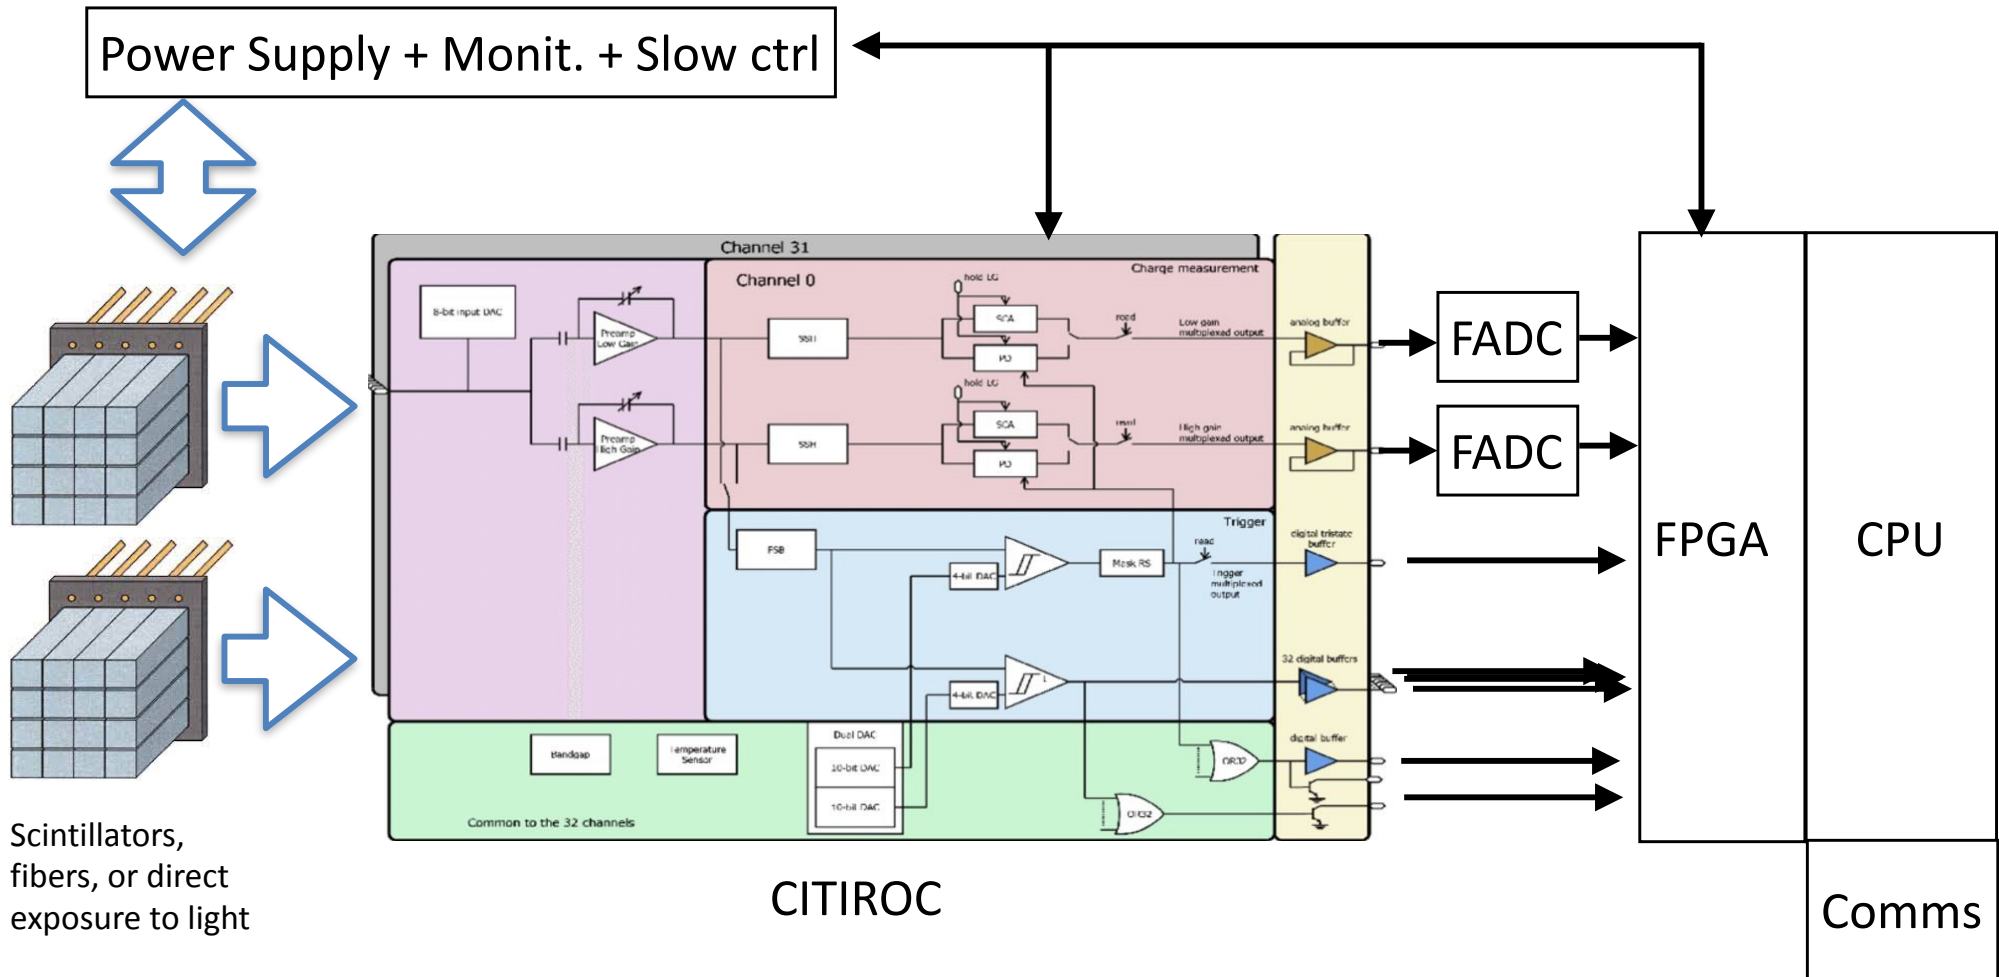 Power Supply + Monit. + Slow ctrl
Channel 31
Channel 0
Charge measurement
8-bit input DAC
Preamp
Low Gain
hold LG
SCA
PD
read
Low gain
multiplexed output
analog buffer
SSH
FADC
Preamp
High Gain
hold LG
SCA
PD
read
High gain
multiplexed output
analog buffer
SSH
FADC
Trigger
FSB
4-bit DAC
Mask RS
read
Trigger
multiplexed
output
digital tristate
buffer
4-bit DAC
32 digital buffers
FPGA
CPU
Bandgap
Temperature
Sensor
Dual DAC
10-bit DAC
10-bit DAC
OR32
OR32
digital buffer
Common to the 32 channels
Scintillators,
fibers, or direct
exposure to light
CITIROC
Comms